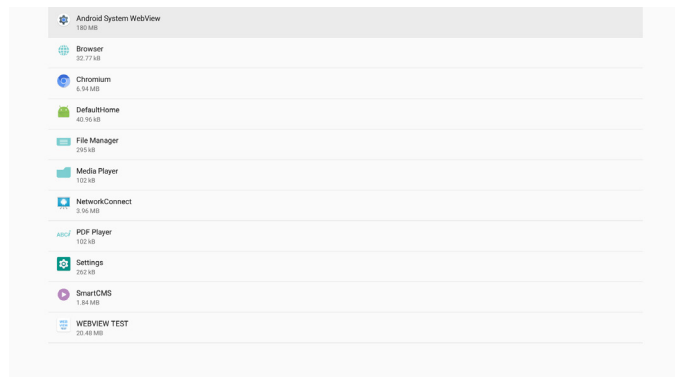 Android System WebView
180 MB
Browser
32.77 kB
Chromium
6.94 MB
DefaultHome
40.96 kB
File Manager
295 kB
Media Player
102 kB
NetworkConnect
3.96 MB
PDF Player
102 kB
Settings
262 kB
SmartCMS
1.84 MB
WEBVIEW TEST
20.48 MB